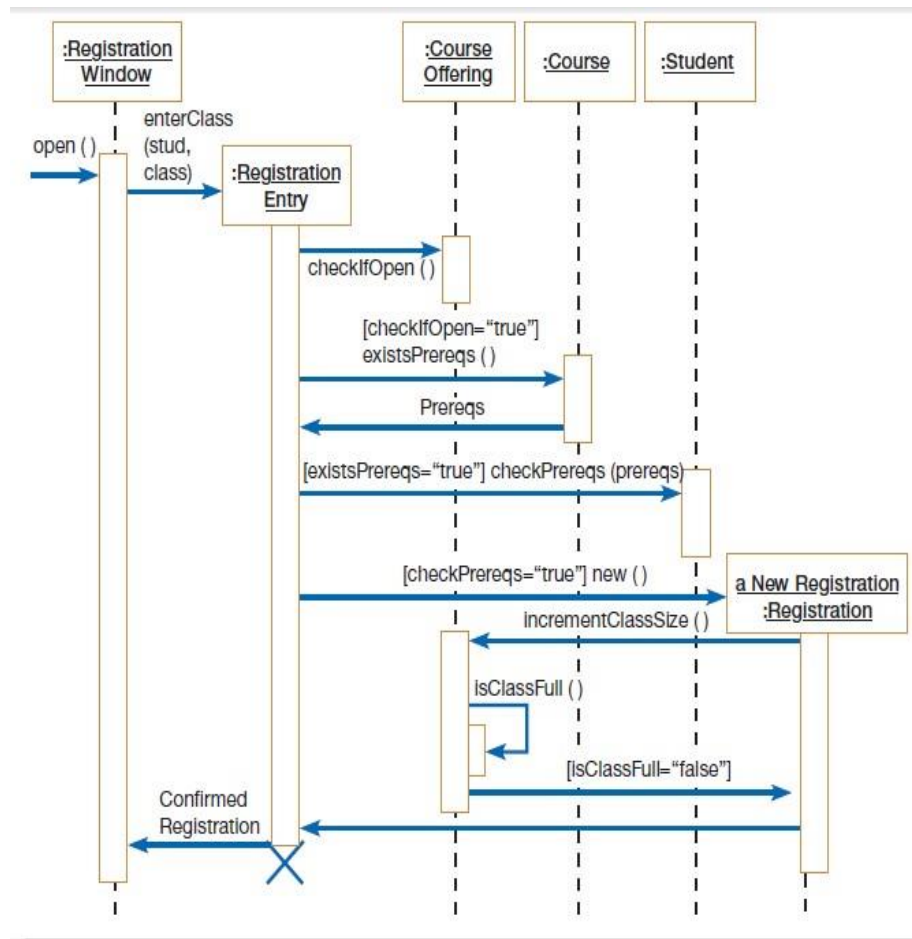 :Registration
Window
:Course
Offering
:Course
:Student
enterClass
(stud,
class)
open ( )
:Registration
Entry
checkIfOpen ( )
[checkIfOpen=“true”]
existsPrereqs ( )
Prereqs
[existsPrereqs=“true”] checkPrereqs (prereqs)
[checkPrereqs=“true”] new ( )
a New Registration
:Registration
incrementClassSize ( )
isClassFull ( )
[isClassFull=“false”]
Confirmed
Registration